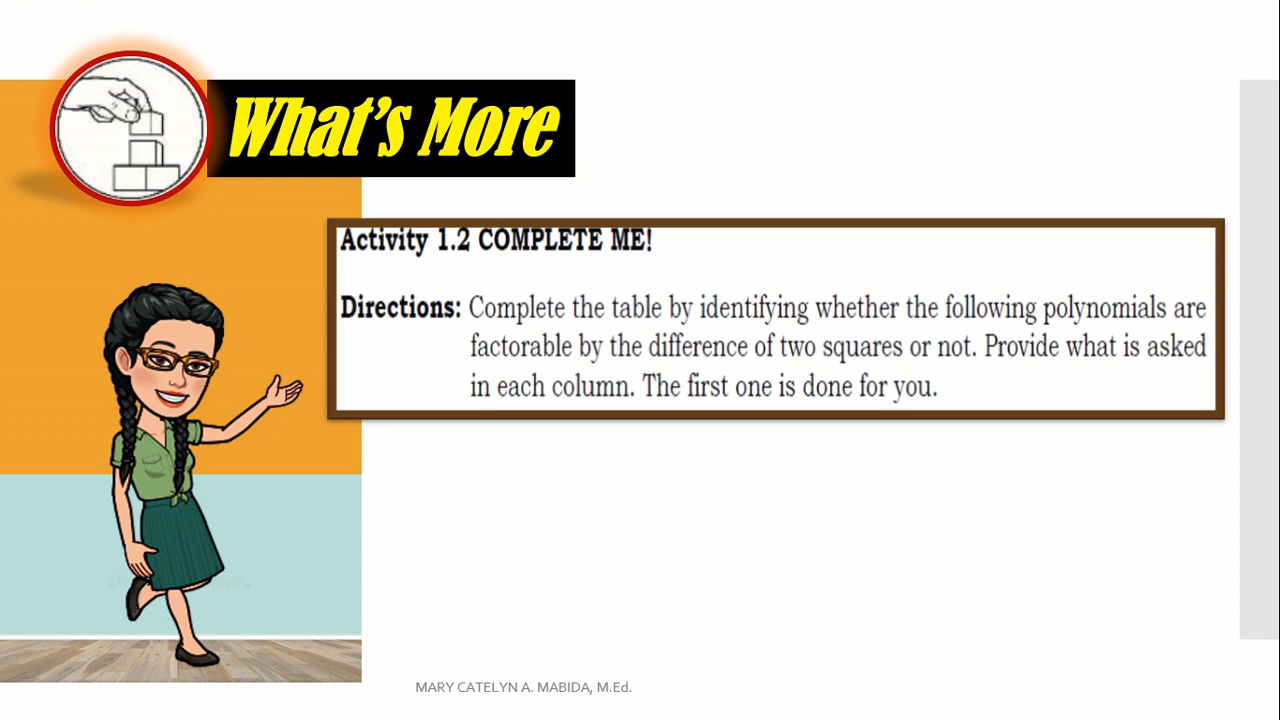 What's More
Activity 1.2 COMPLETE ME!
Directions: Complete the table by identifying whether the following polynomials are
factorable by the difference of two squares or not. Provide what is asked
in each column. The first one is done for you.
MARY CATELYN A. MABIDA, M.Ed.